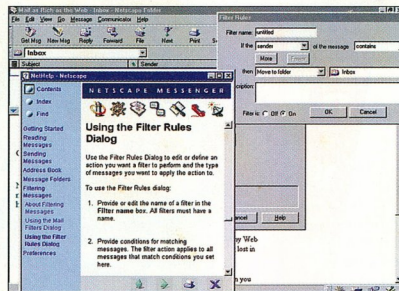 Mail as Rich as the Web - Inbox - Netscape Folder
File Edit View Go Message Communicator Help
Get Msg New Msg Reply Forward File Next Print
Inbox
Subject Sender
Filter Rules
Filter name: untitled
If the sender of the message contains
More
then Move to folder Inbox
Filter is: Off On OK Cancel
NetHelp - Netscape
Contents
Index
Find
Getting Started
Reading
Messages
Sending
Messages
Address Book
Message Folders
Filtering
Messages
About Filtering
Messages
Using the Mail
Filters Dialog
Using the Filter
Rules Dialog
Preferences
NETSCAPE MESSENGER
Using the Filter Rules
Dialog
Use the Filter Rules Dialog to edit or define an
action you want a filter to perform and the type
of messages you want to apply the action to.
To use the Filter Rules dialog:
1. Provide or edit the name of a filter in the
Filter name box. All filters must have a
name.
2. Provide conditions for matching
messages. The filter action applies to all
messages that match conditions you set
here.
Help
my Web
lost in
n you